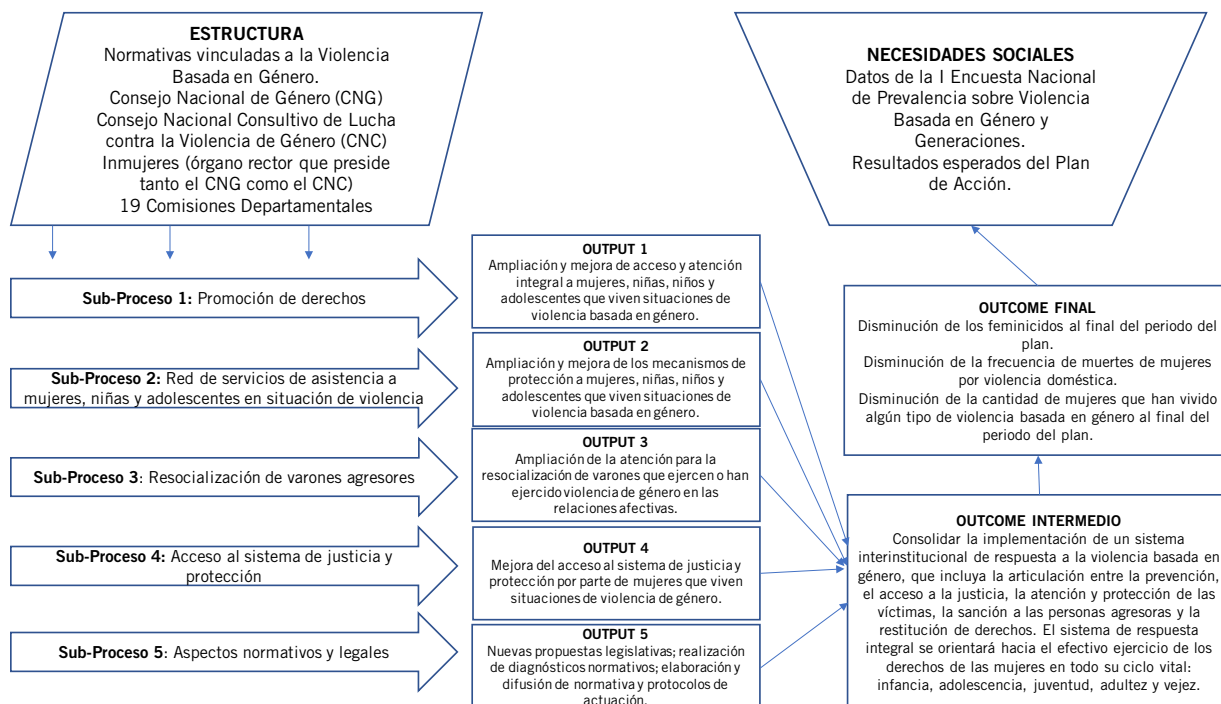 ESTRUCTURA
Normativas vinculadas a la Violencia
Basada en Género.
Consejo Nacional de Género (CNG)
Consejo Nacional Consultivo de Lucha
contra la Violencia de Género (CNC)
Inmujeres (órgano rector que preside
tanto el CNG como el CNC)
19 Comisiones Departamentales
NECESIDADES SOCIALES
Datos de la I Encuesta Nacional
de Prevalencia sobre Violencia
Basada en Género y
Generaciones.
Resultados esperados del Plan
de Acción.
Sub-Proceso 1: Promoción de derechos
Sub-Proceso 2: Red de servicios de asistencia a
mujeres, niñas y adolescentes en situación de violencia
Sub-Proceso 3: Resocialización de varones agresores
Sub-Proceso 4: Acceso al sistema de justicia y
protección
Sub-Proceso 5: Aspectos normativos y legales
OUTPUT 1
Ampliación y mejora de acceso y atención
integral a mujeres, niñas, niños y
adolescentes que viven situaciones de
violencia basada en género.
OUTPUT 2
Ampliación y mejora de los mecanismos de
protección a mujeres, niñas, niños y
adolescentes que viven situaciones de
violencia basada en género.
OUTPUT 3
Ampliación de la atención para la
resocialización de varones que ejercen o han
ejercido violencia de género en las
relaciones afectivas.
OUTPUT 4
Mejora del acceso al sistema de justicia y
protección por parte de mujeres que viven
situaciones de violencia de género.
OUTPUT 5
Nuevas propuestas legislativas; realización
de diagnósticos normativos; elaboración y
difusión de normativa y protocolos de
actuación.
OUTCOME FINAL
Disminución de los feminicidos al final del periodo del
plan.
Disminución de la frecuencia de muertes de mujeres
por violencia doméstica.
Disminución de la cantidad de mujeres que han vivido
algún tipo de violencia basada en género al final del
periodo del plan.
OUTCOME INTERMEDIO
Consolidar la implementación de un sistema
interinstitucional de respuesta a la violencia basada en
género, que incluya la articulación entre la prevención,
el acceso a la justicia, la atención y protección de las
víctimas, la sanción a las personas agresoras y la
restitución de derechos. El sistema de respuesta
integral se orientará hacia el efectivo ejercicio de los
derechos de las mujeres en todo su ciclo vital:
infancia, adolescencia, juventud, adultez y vejez.